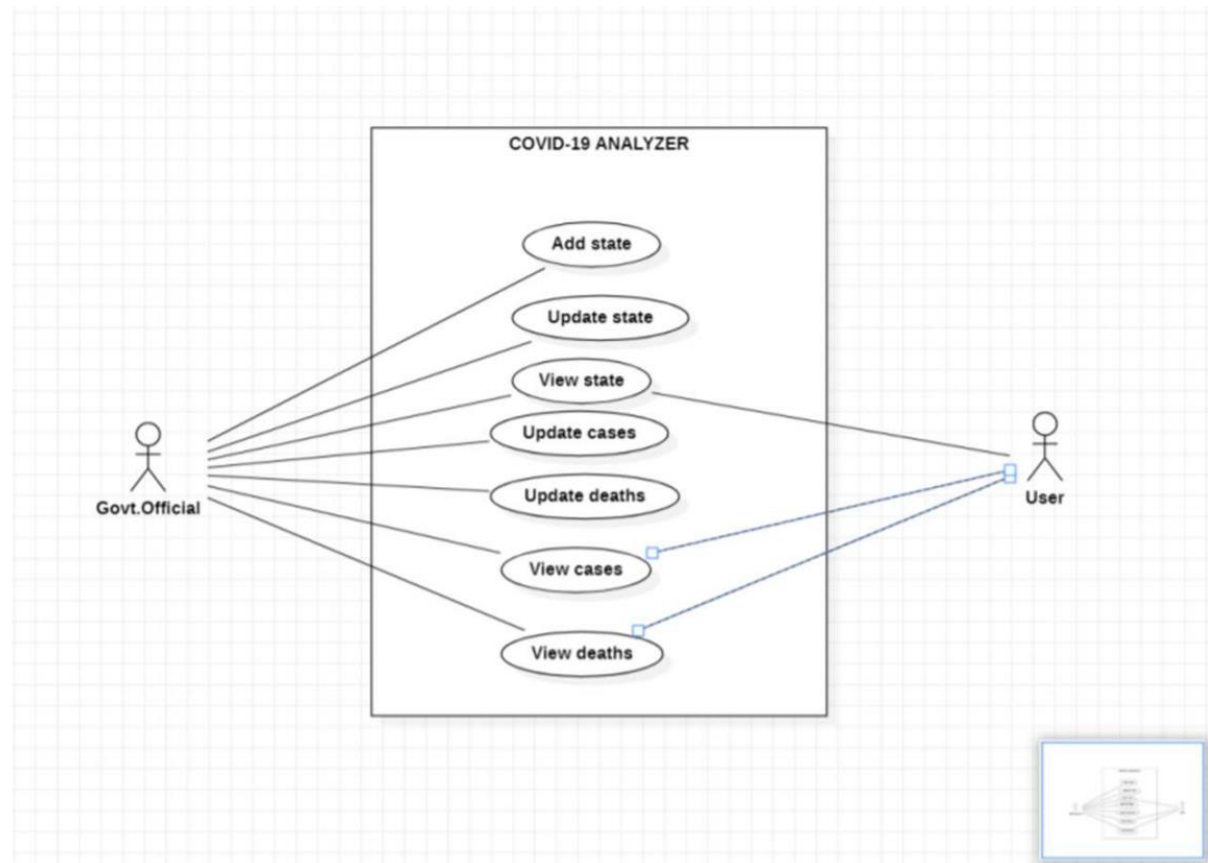 COVID-19 ANALYZER
Add state
Update state
View state
Update cases
Govt.Official
User
Update deaths
View cases
View deaths